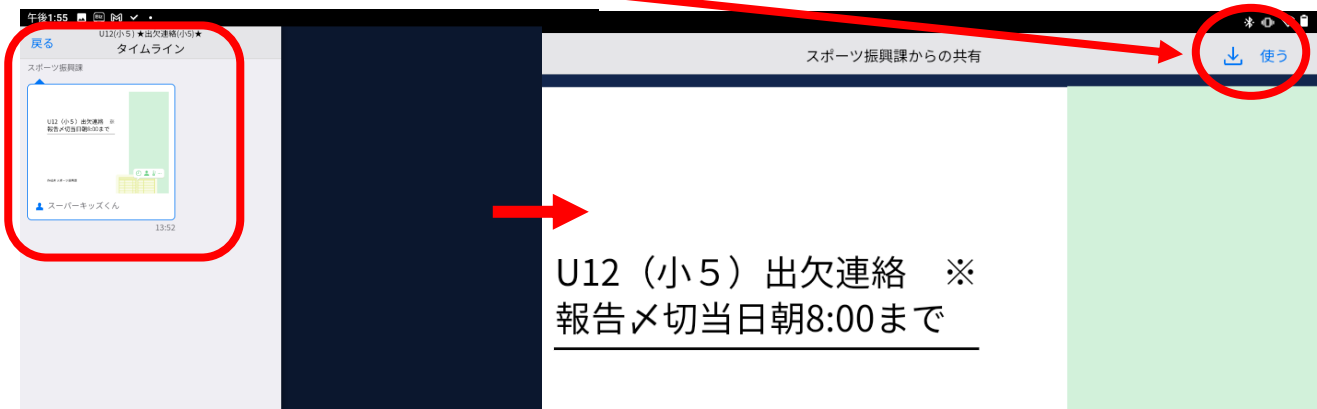 午後1:55
U12(小５)★出欠連絡(小5)★
戻る
タイムライン
スポーツ振興課
U12（小５）出欠連絡　※
報告〆切当日朝8:00まで
スーパーキッズくん
13:52
スポーツ振興課からの共有
使う
U12（小５）出欠連絡　※
報告〆切当日朝8:00まで